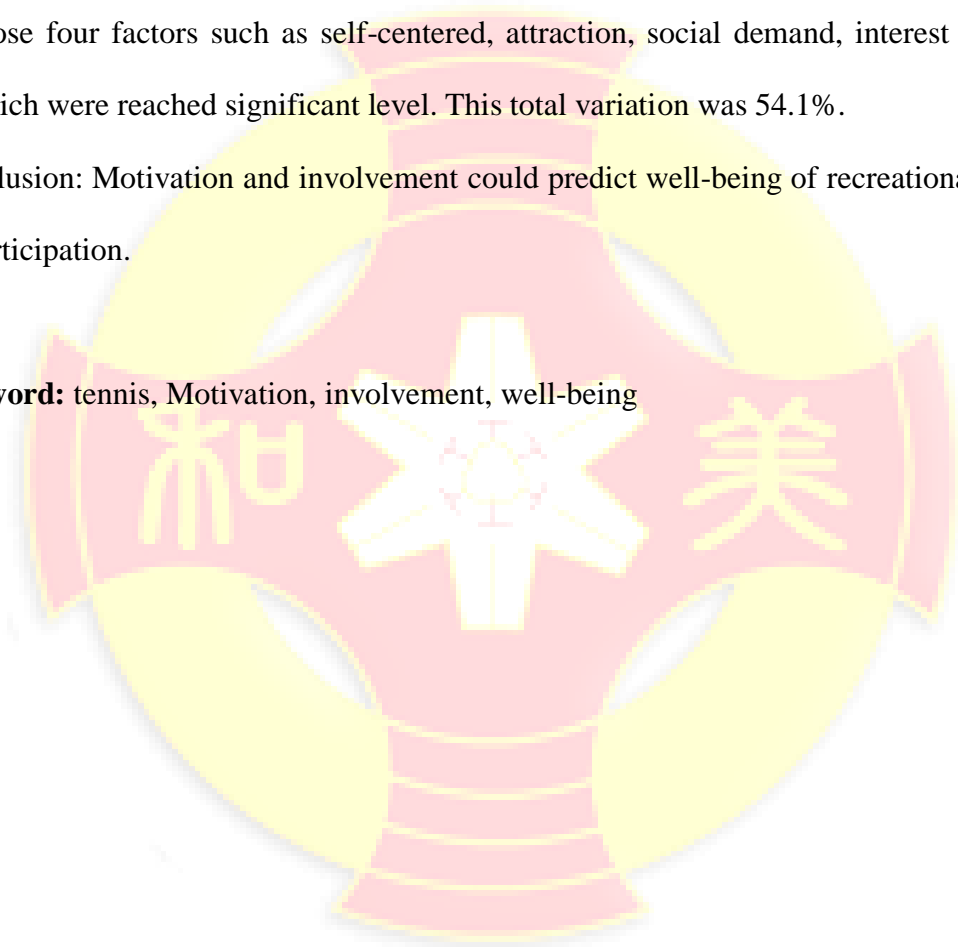 ose four factors such as self-centered, attraction, social demand, interest
ich were reached significant level. This total variation was 54.1%.
lusion: Motivation and involvement could predict well-being of recreationa
rticipation.
word: tennis, Motivation, involvement, well-being
和 美